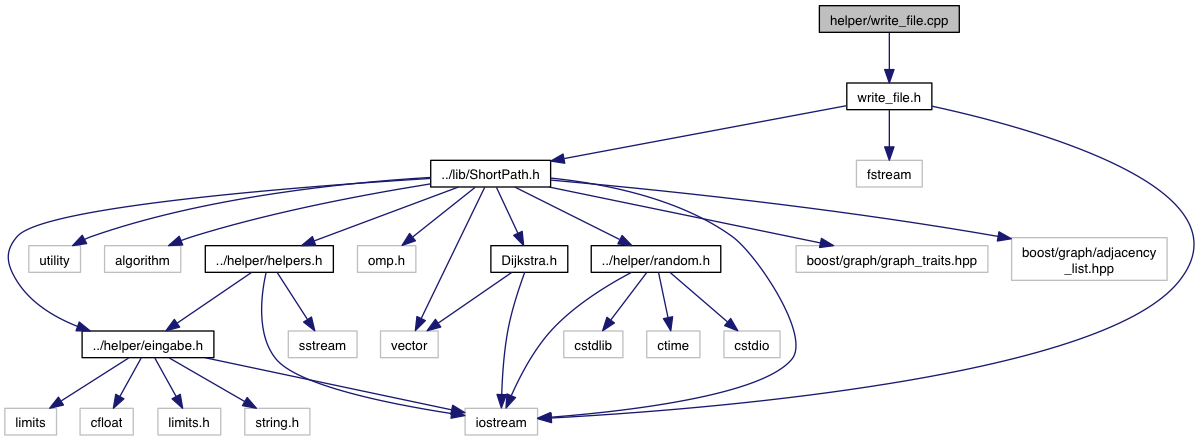 helper/write_file.cpp
write_file.h
../lib/ShortPath.h
fstream
utility
algorithm
../helper/helpers.h
omp.h
Dijkstra.h
../helper/random.h
boost/graph/graph_traits.hpp
boost/graph/adjacency
_list.hpp
../helper/eingabe.h
sstream
vector
cstdlib
ctime
cstdio
limits
cfloat
limits.h
string.h
iostream